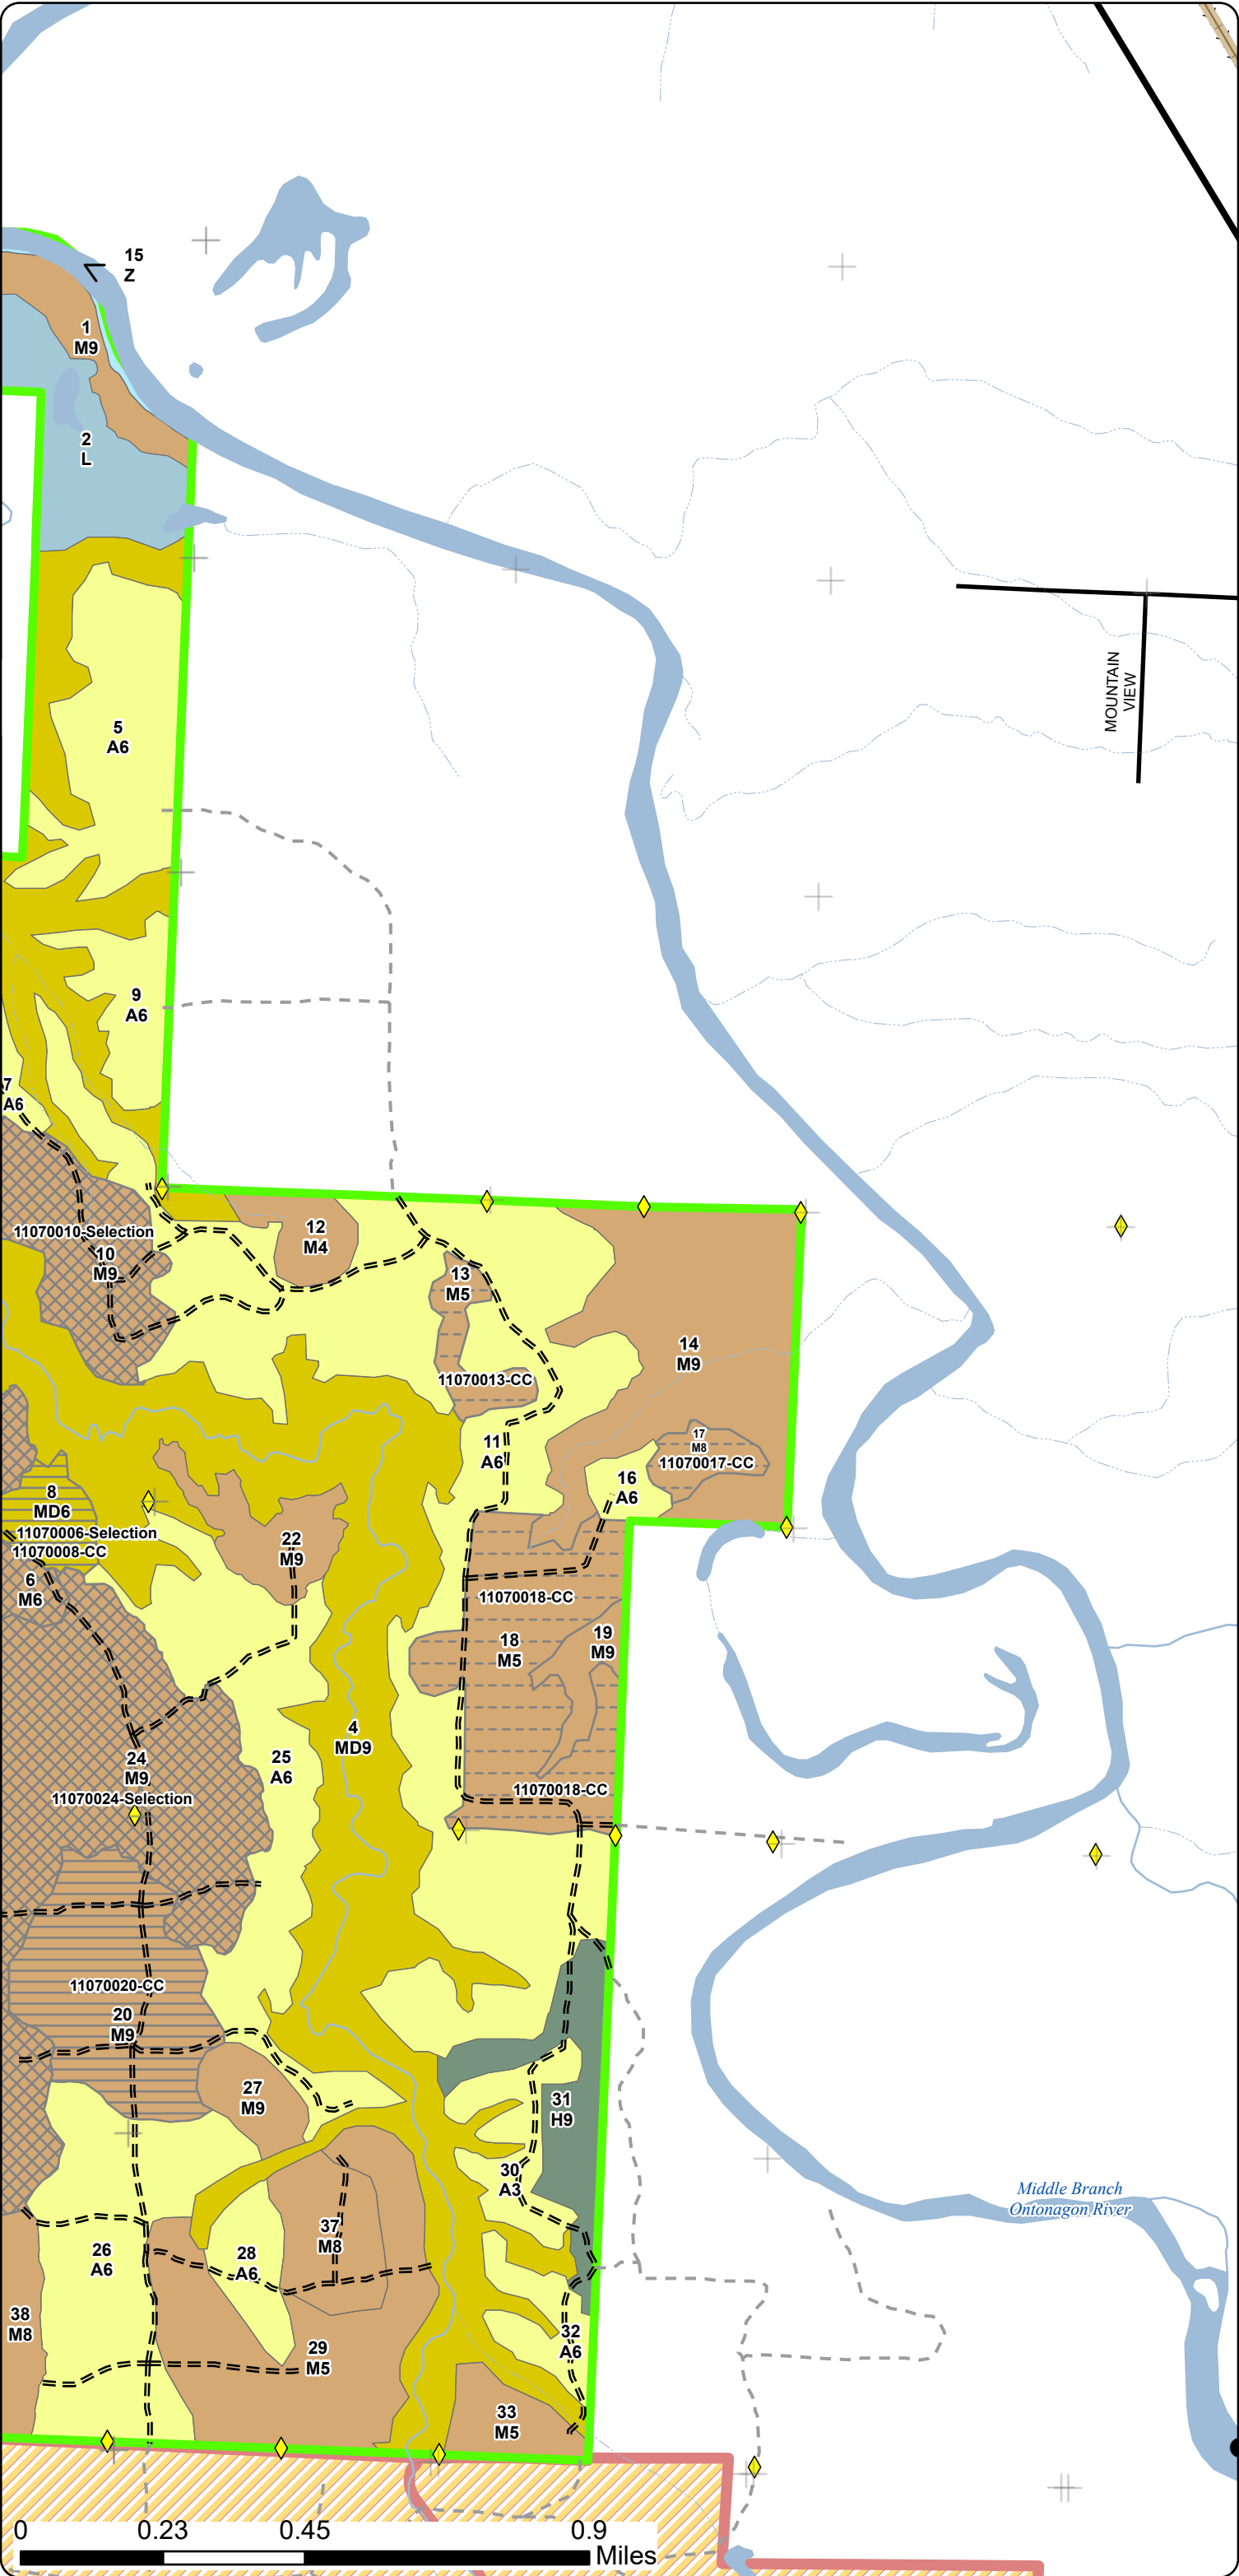 15
Z
1
M9
2
L
MOUNTAIN
VIEW
5
A6
9
A6
7
A6
11070010-Selection
10
M9
12
M4
13
M5
14
M9
11070013-CC
11
A6
17
M8
11070017-CC
16
A6
8
MD6
11070006-Selection
11070008-CC
6
M6
22
M9
11070018-CC
18
M5
19
M9
4
MD9
25
A6
24
M9
11070024-Selection
11070018-CC
11070020-CC
20
M9
27
M9
31
H9
30
A3
Middle Branch
Ontonagon River
37
M8
26
A6
28
A6
38
M8
32
A6
29
M5
33
M5
0 0.23 0.45 0.9
Miles